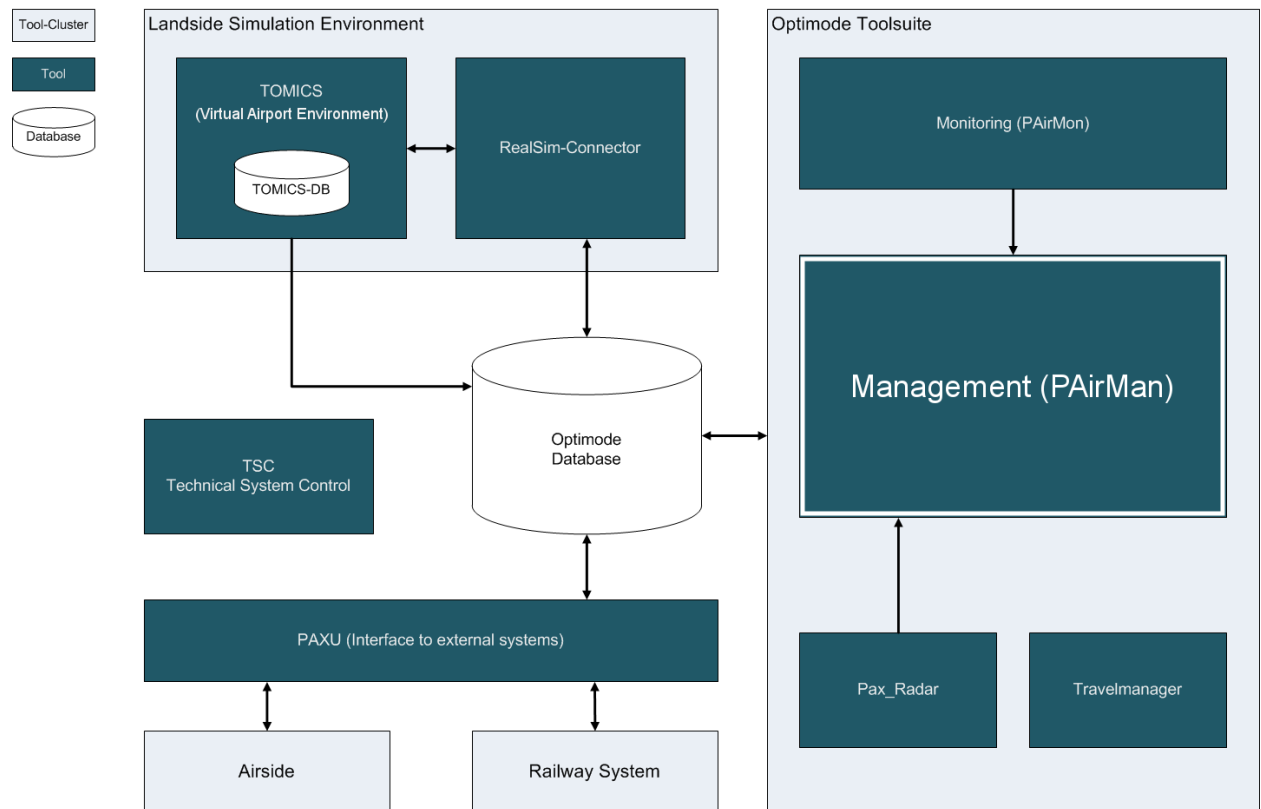 Tool-Cluster
Tool
Database
Landside Simulation Environment
TOMICS
(Virtual Airport Environment)
TOMICS-DB
RealSim-Connector
Optimode
Database
TSC
Technical System Control
PAXU (Interface to external systems)
Airside
Railway System
Optimode Toolsuite
Monitoring (PAirMon)
Management (PAirMan)
Pax_Radar
Travelmanager